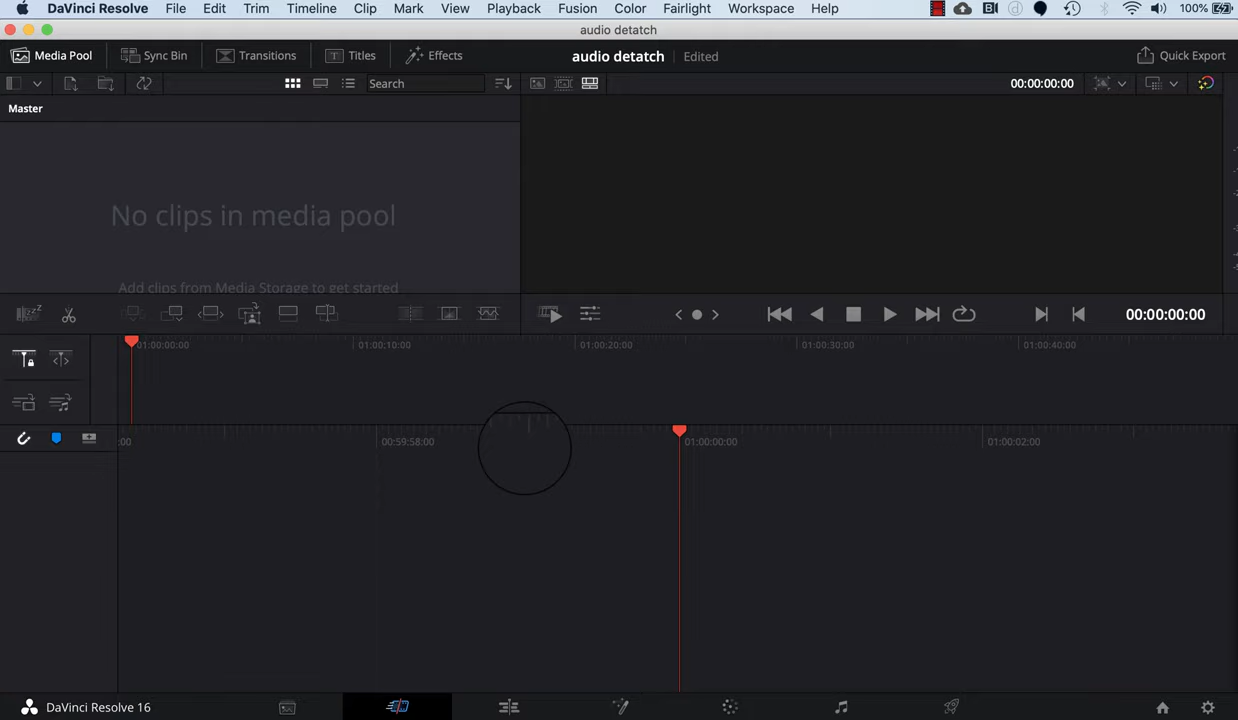 DaVinci Resolve File Edit Trim Timeline Clip Mark View Playback Fusion Color Fairlight Workspace Help 100%
audio detatch
Media Pool Sync Bin Transitions Titles Effects audio detatch Edited Quick Export
Search 00:00:00:00
Master
No clips in media pool
Add clips from Media Storage to get started
00:00:00:00
01:00:00:00 01:00:10:00 01:00:20:00 01:00:30:00 01:00:40:00
:00 00:59:58:00 01:00:00:00 01:00:02:00
DaVinci Resolve 16